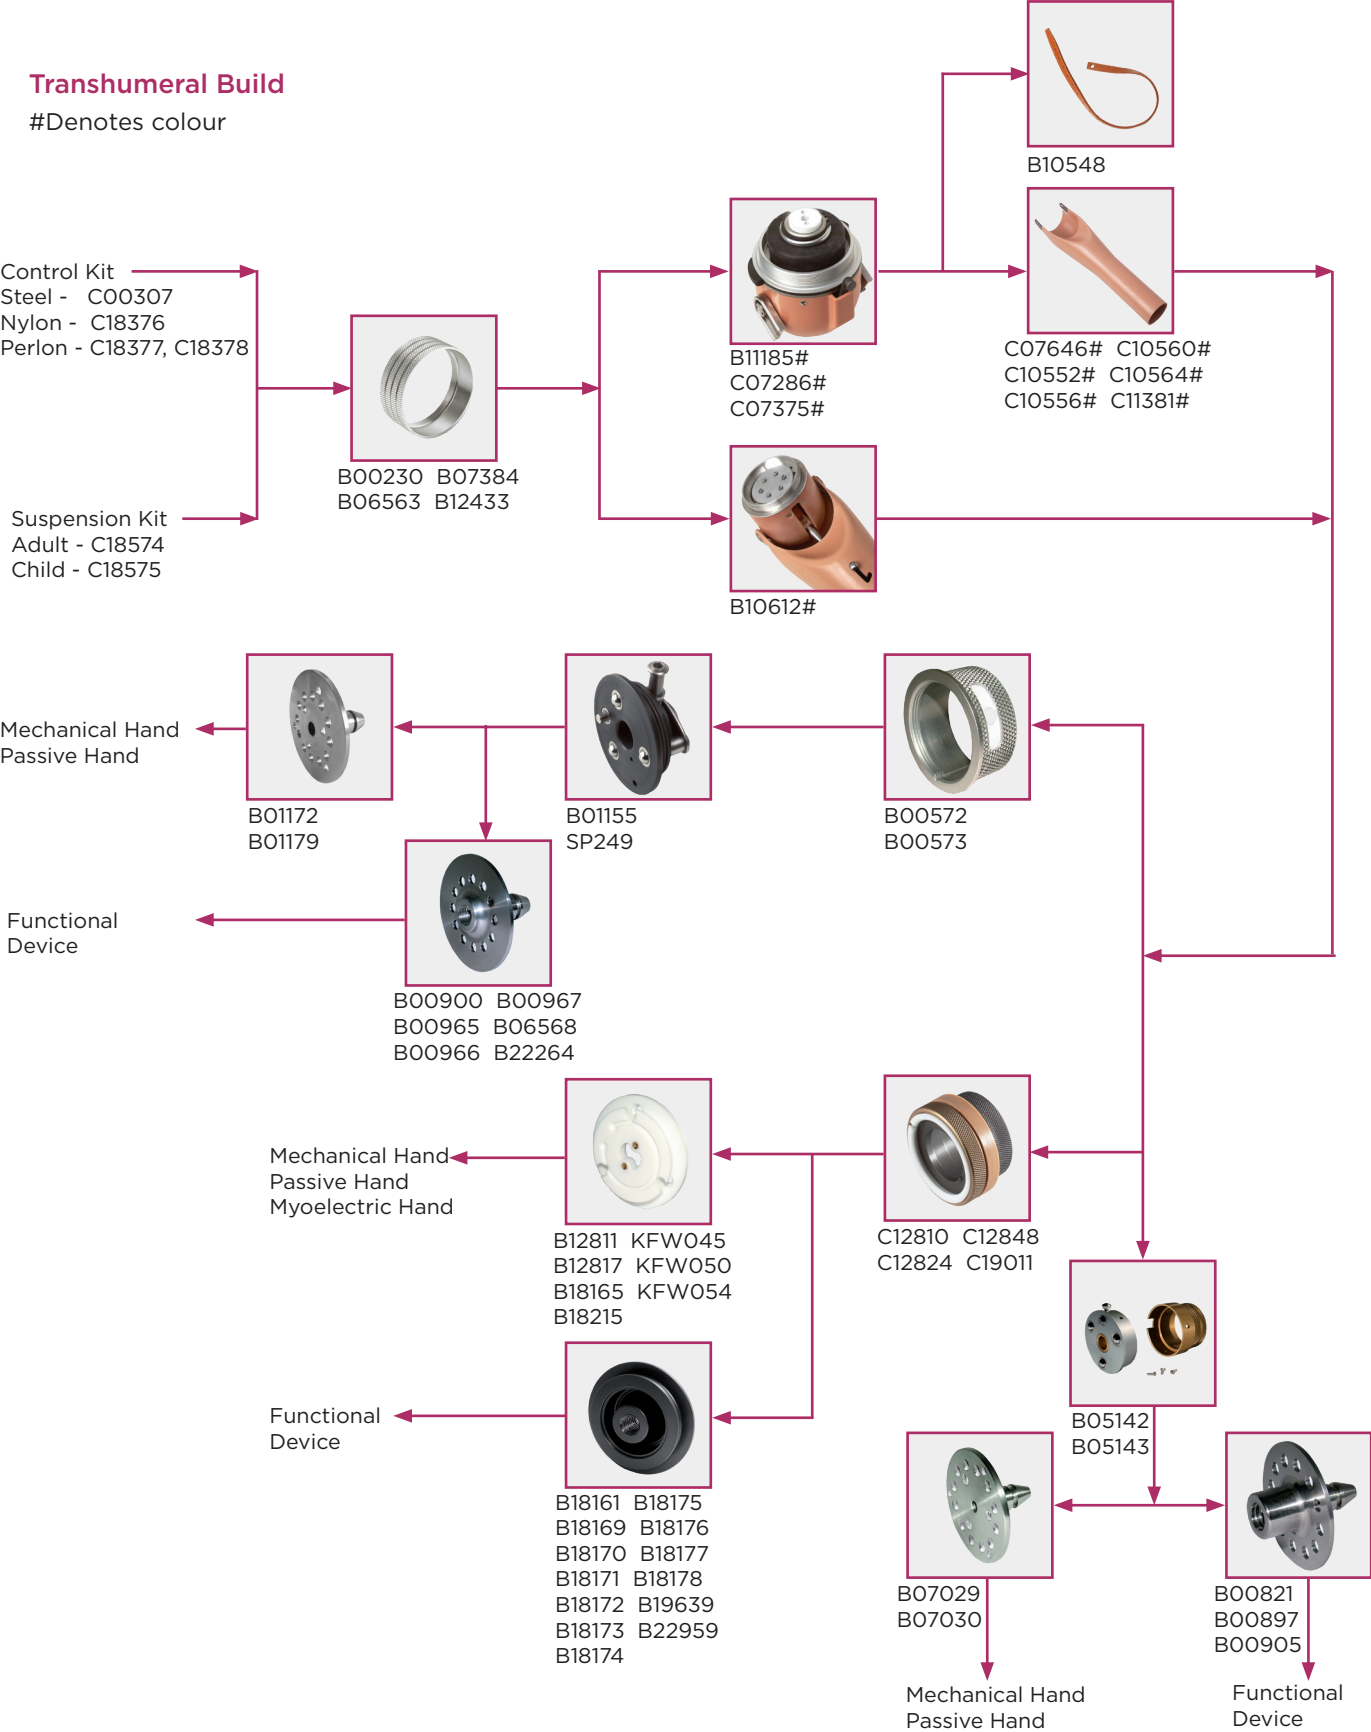 Transhumeral Build
#Denotes colour
B10548
Control Kit
Steel - C00307
Nylon - C18376
Perlon - C18377, C18378
B11185#
C07286#
C07375#
C07646# C10560#
C10552# C10564#
C10556# C11381#
B00230 B07384
B06563 B12433
Suspension Kit
Adult - C18574
Child - C18575
B10612#
Mechanical Hand
Passive Hand
B01172
B01179
B01155
SP249
B00572
B00573
Functional
Device
B00900 B00967
B00965 B06568
B00966 B22264
Mechanical Hand
Passive Hand
Myoelectric Hand
B12811 KFW045
B12817 KFW050
B18165 KFW054
B18215
C12810 C12848
C12824 C19011
Functional
Device
B05142
B05143
B18161 B18175
B18169 B18176
B18170 B18177
B18171 B18178
B18172 B19639
B18173 B22959
B18174
B07029
B07030
B00821
B00897
B00905
Mechanical Hand
Passive Hand
Functional
Device